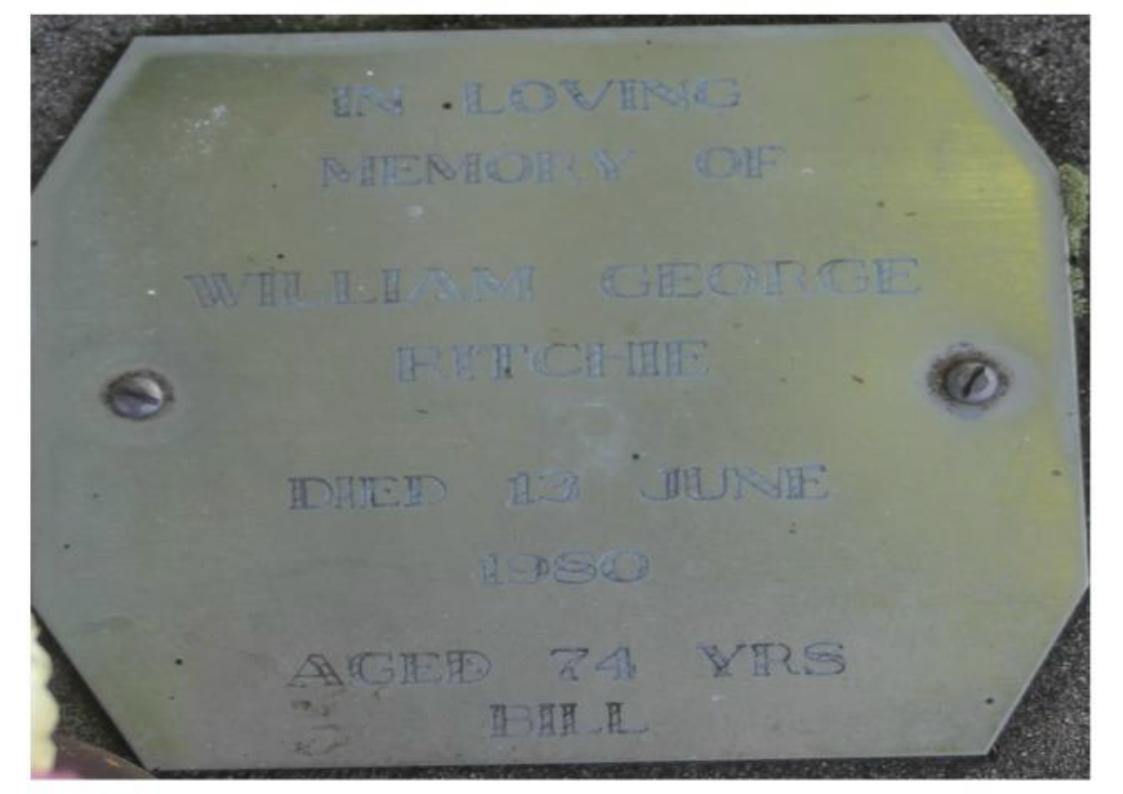 IN LOVING
MEMORY OF
WILLIAM GEORGE
RITCHIE
DIED 13 JUNE
1980
AGED 74 YRS
BILL